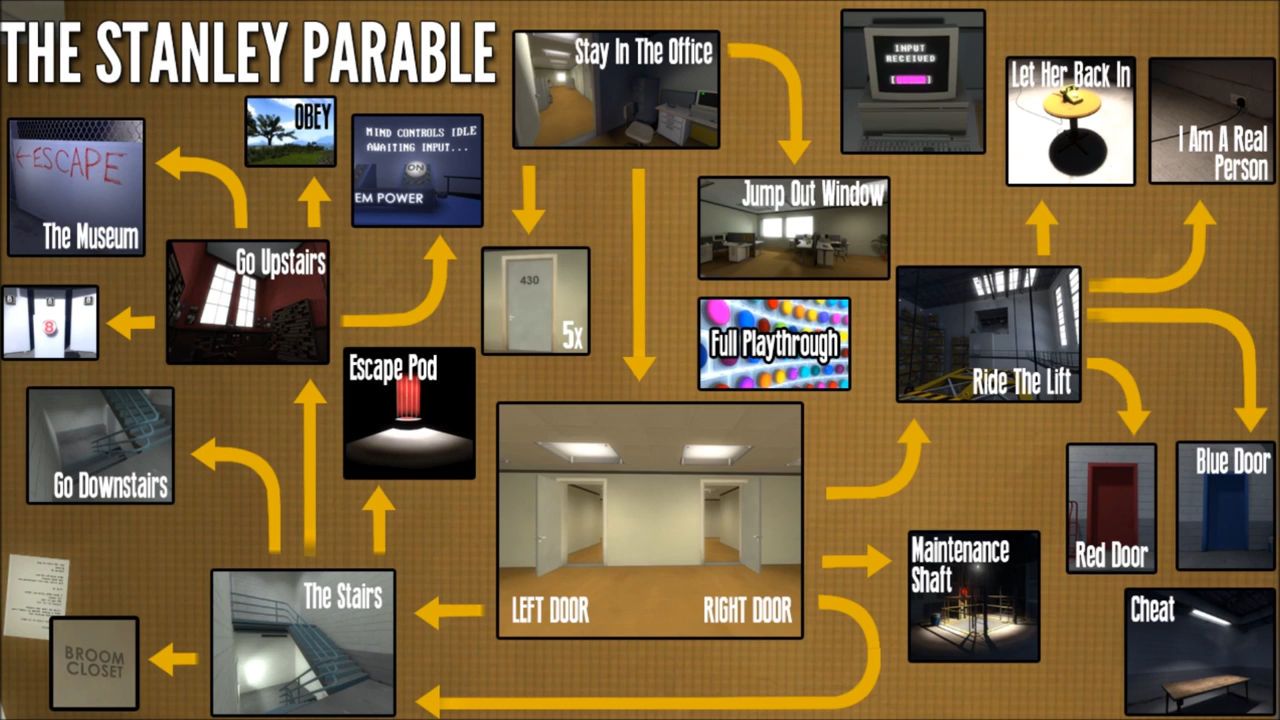 THE STANLEY PARABLE
Stay In The Office
INPUT
RECEIVED
Let Her Back In
I Am A Real
Person
OBEY
MIND CONTROLS IDLE
AWAITING INPUT...
ON
EM POWER
←ESCAPE
The Museum
Jump Out Window
Go Upstairs
430
5x
8
Full Playthrough
Ride The Lift
Escape Pod
Go Downstairs
Blue Door
Red Door
Maintenance
Shaft
The Stairs
LEFT DOOR
RIGHT DOOR
Cheat
BROOM
CLOSET